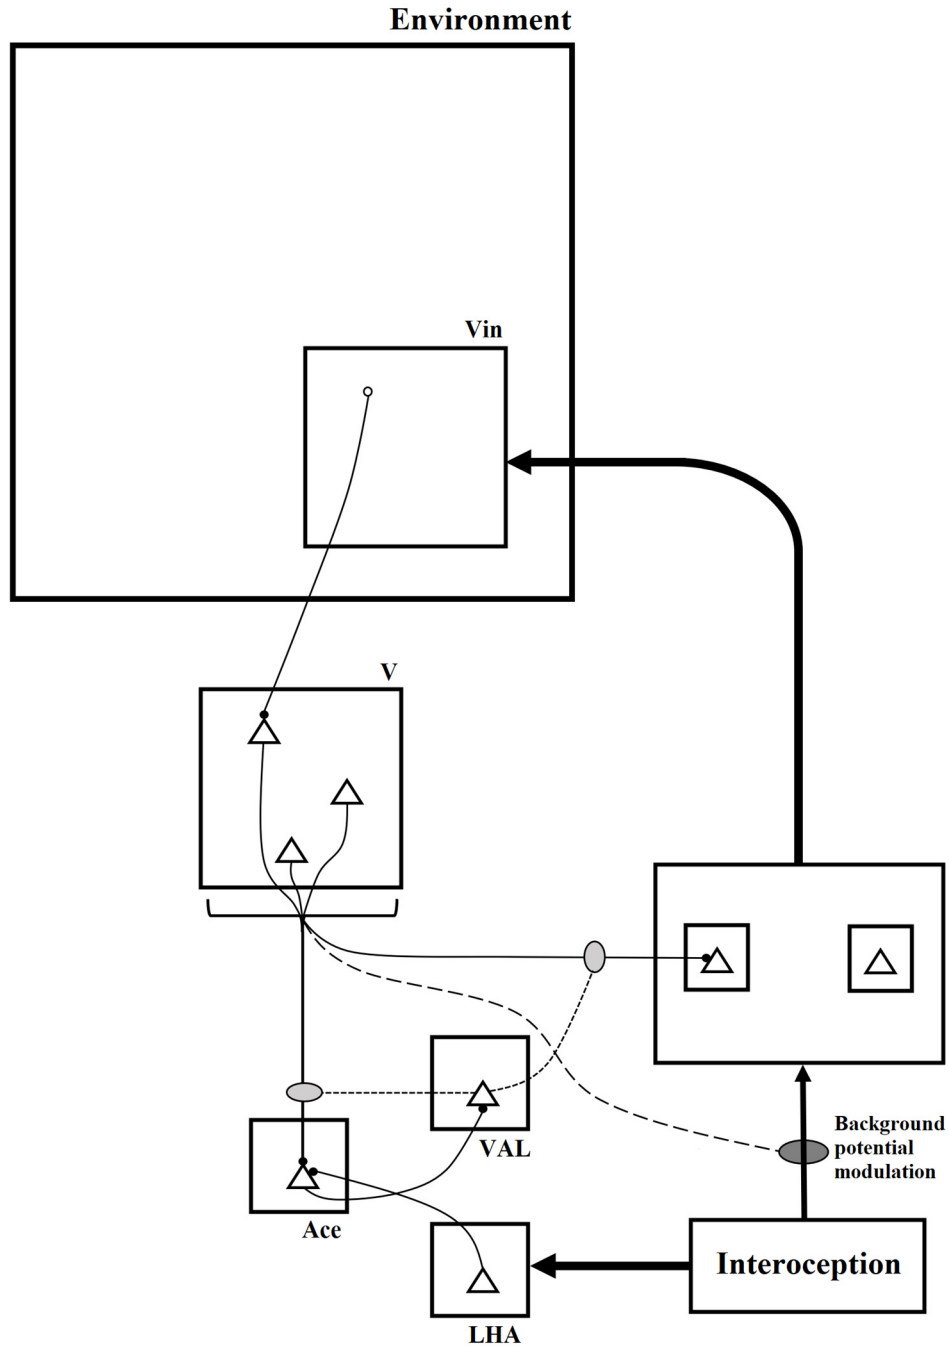 Environment
Vin
V
Background
potential
modulation
VAL
Ace
Interoception
LHA